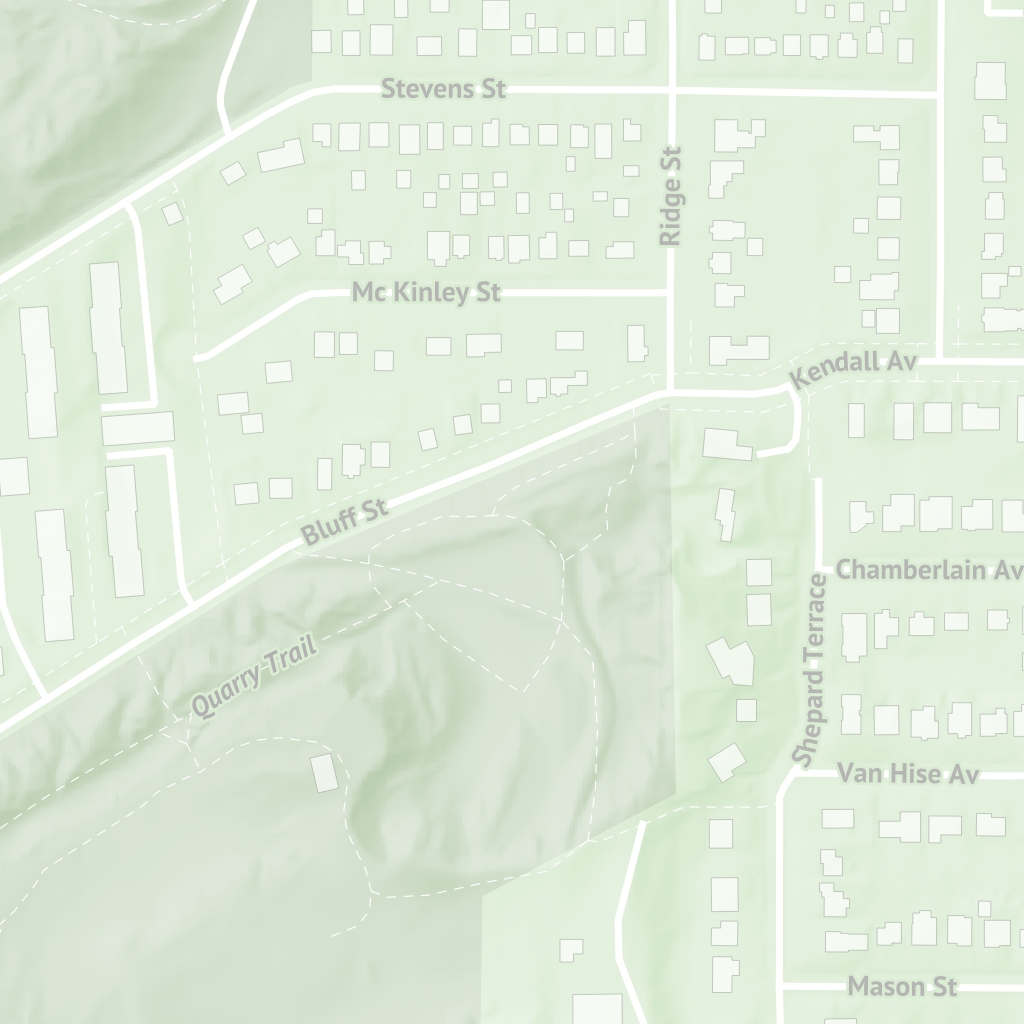 Stevens St
Ridge St
Mc Kinley St
Kendall Av
Bluff St
Chamberlain Av
Shepard Terrace
Quarry Trail
Van Hise Av
Mason St